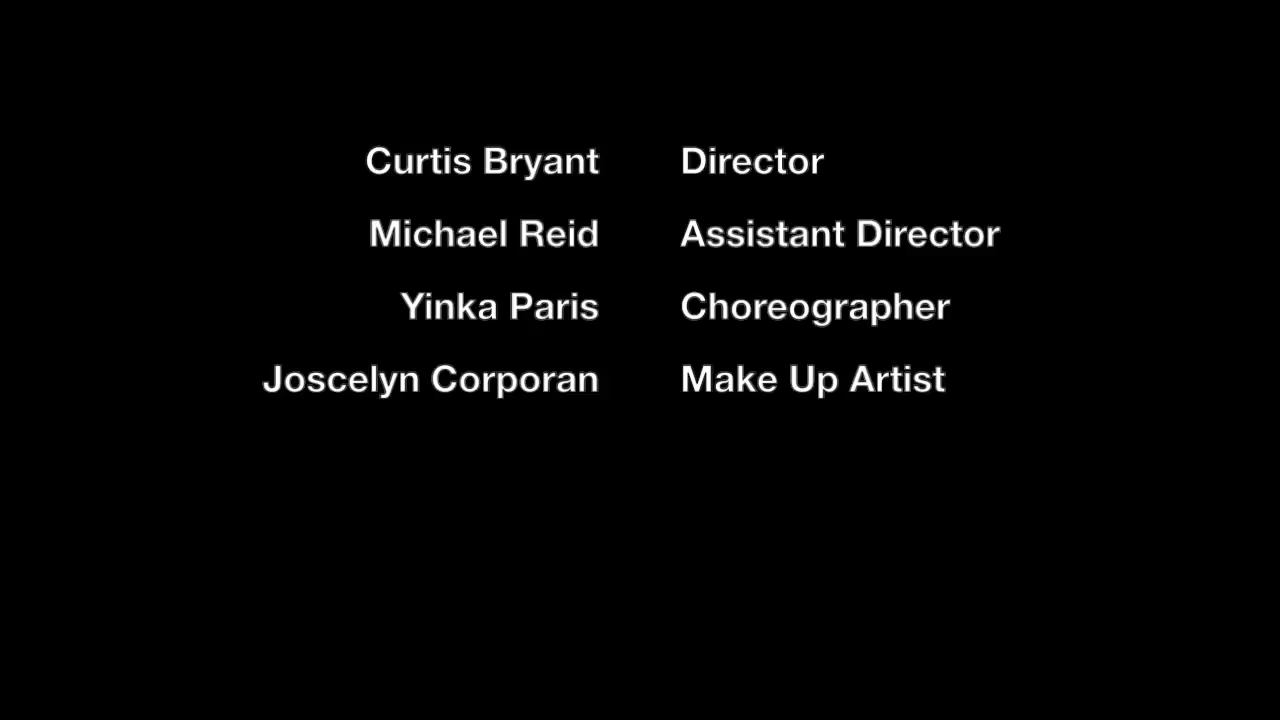 Curtis Bryant Director
Michael Reid Assistant Director
Yinka Paris Choreographer
Joscelyn Corporan Make Up Artist